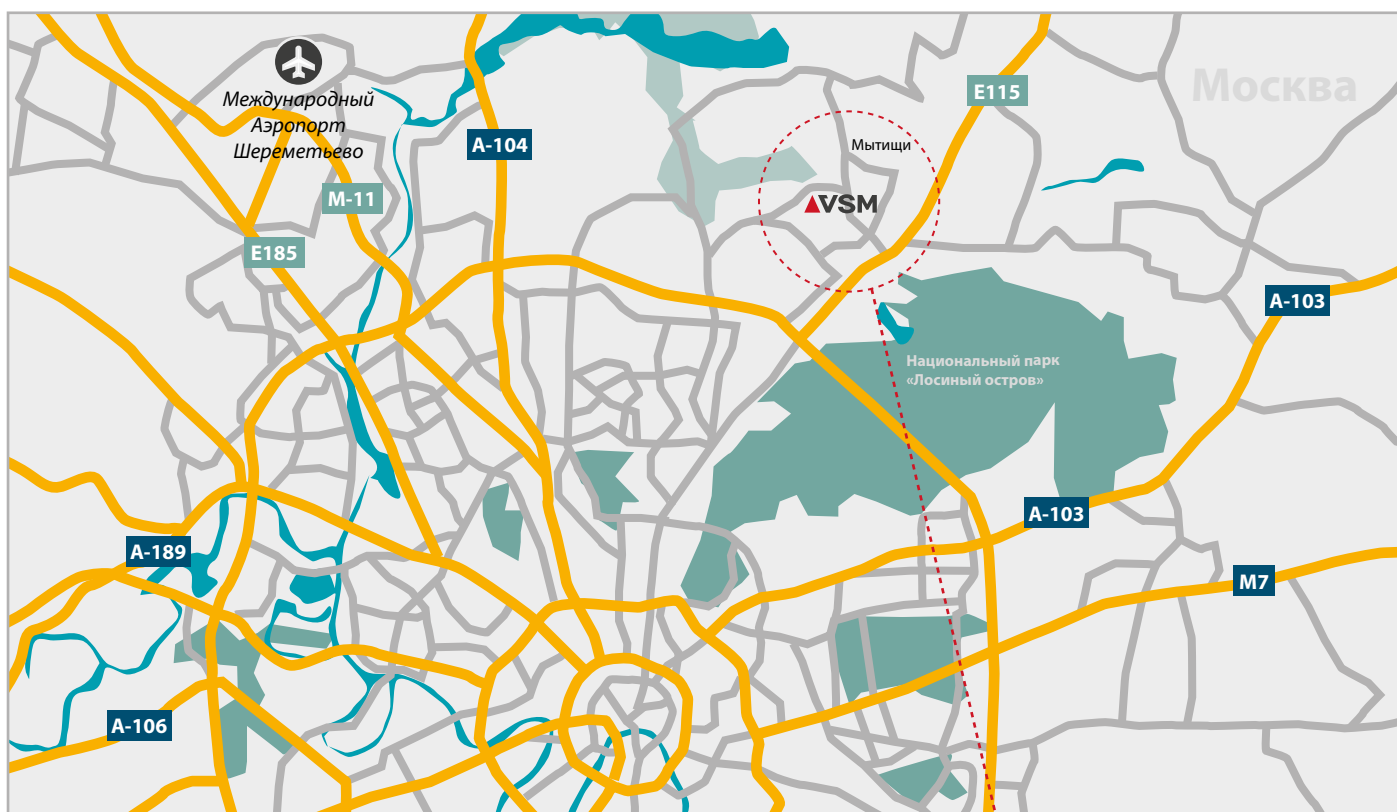 Москва
Международный
Аэропорт
Шереметьево
E115
A-104
Мытищи
M-11
VSM
E185
A-103
Национальный парк
«Лосиный остров»
A-103
A-189
M7
A-106